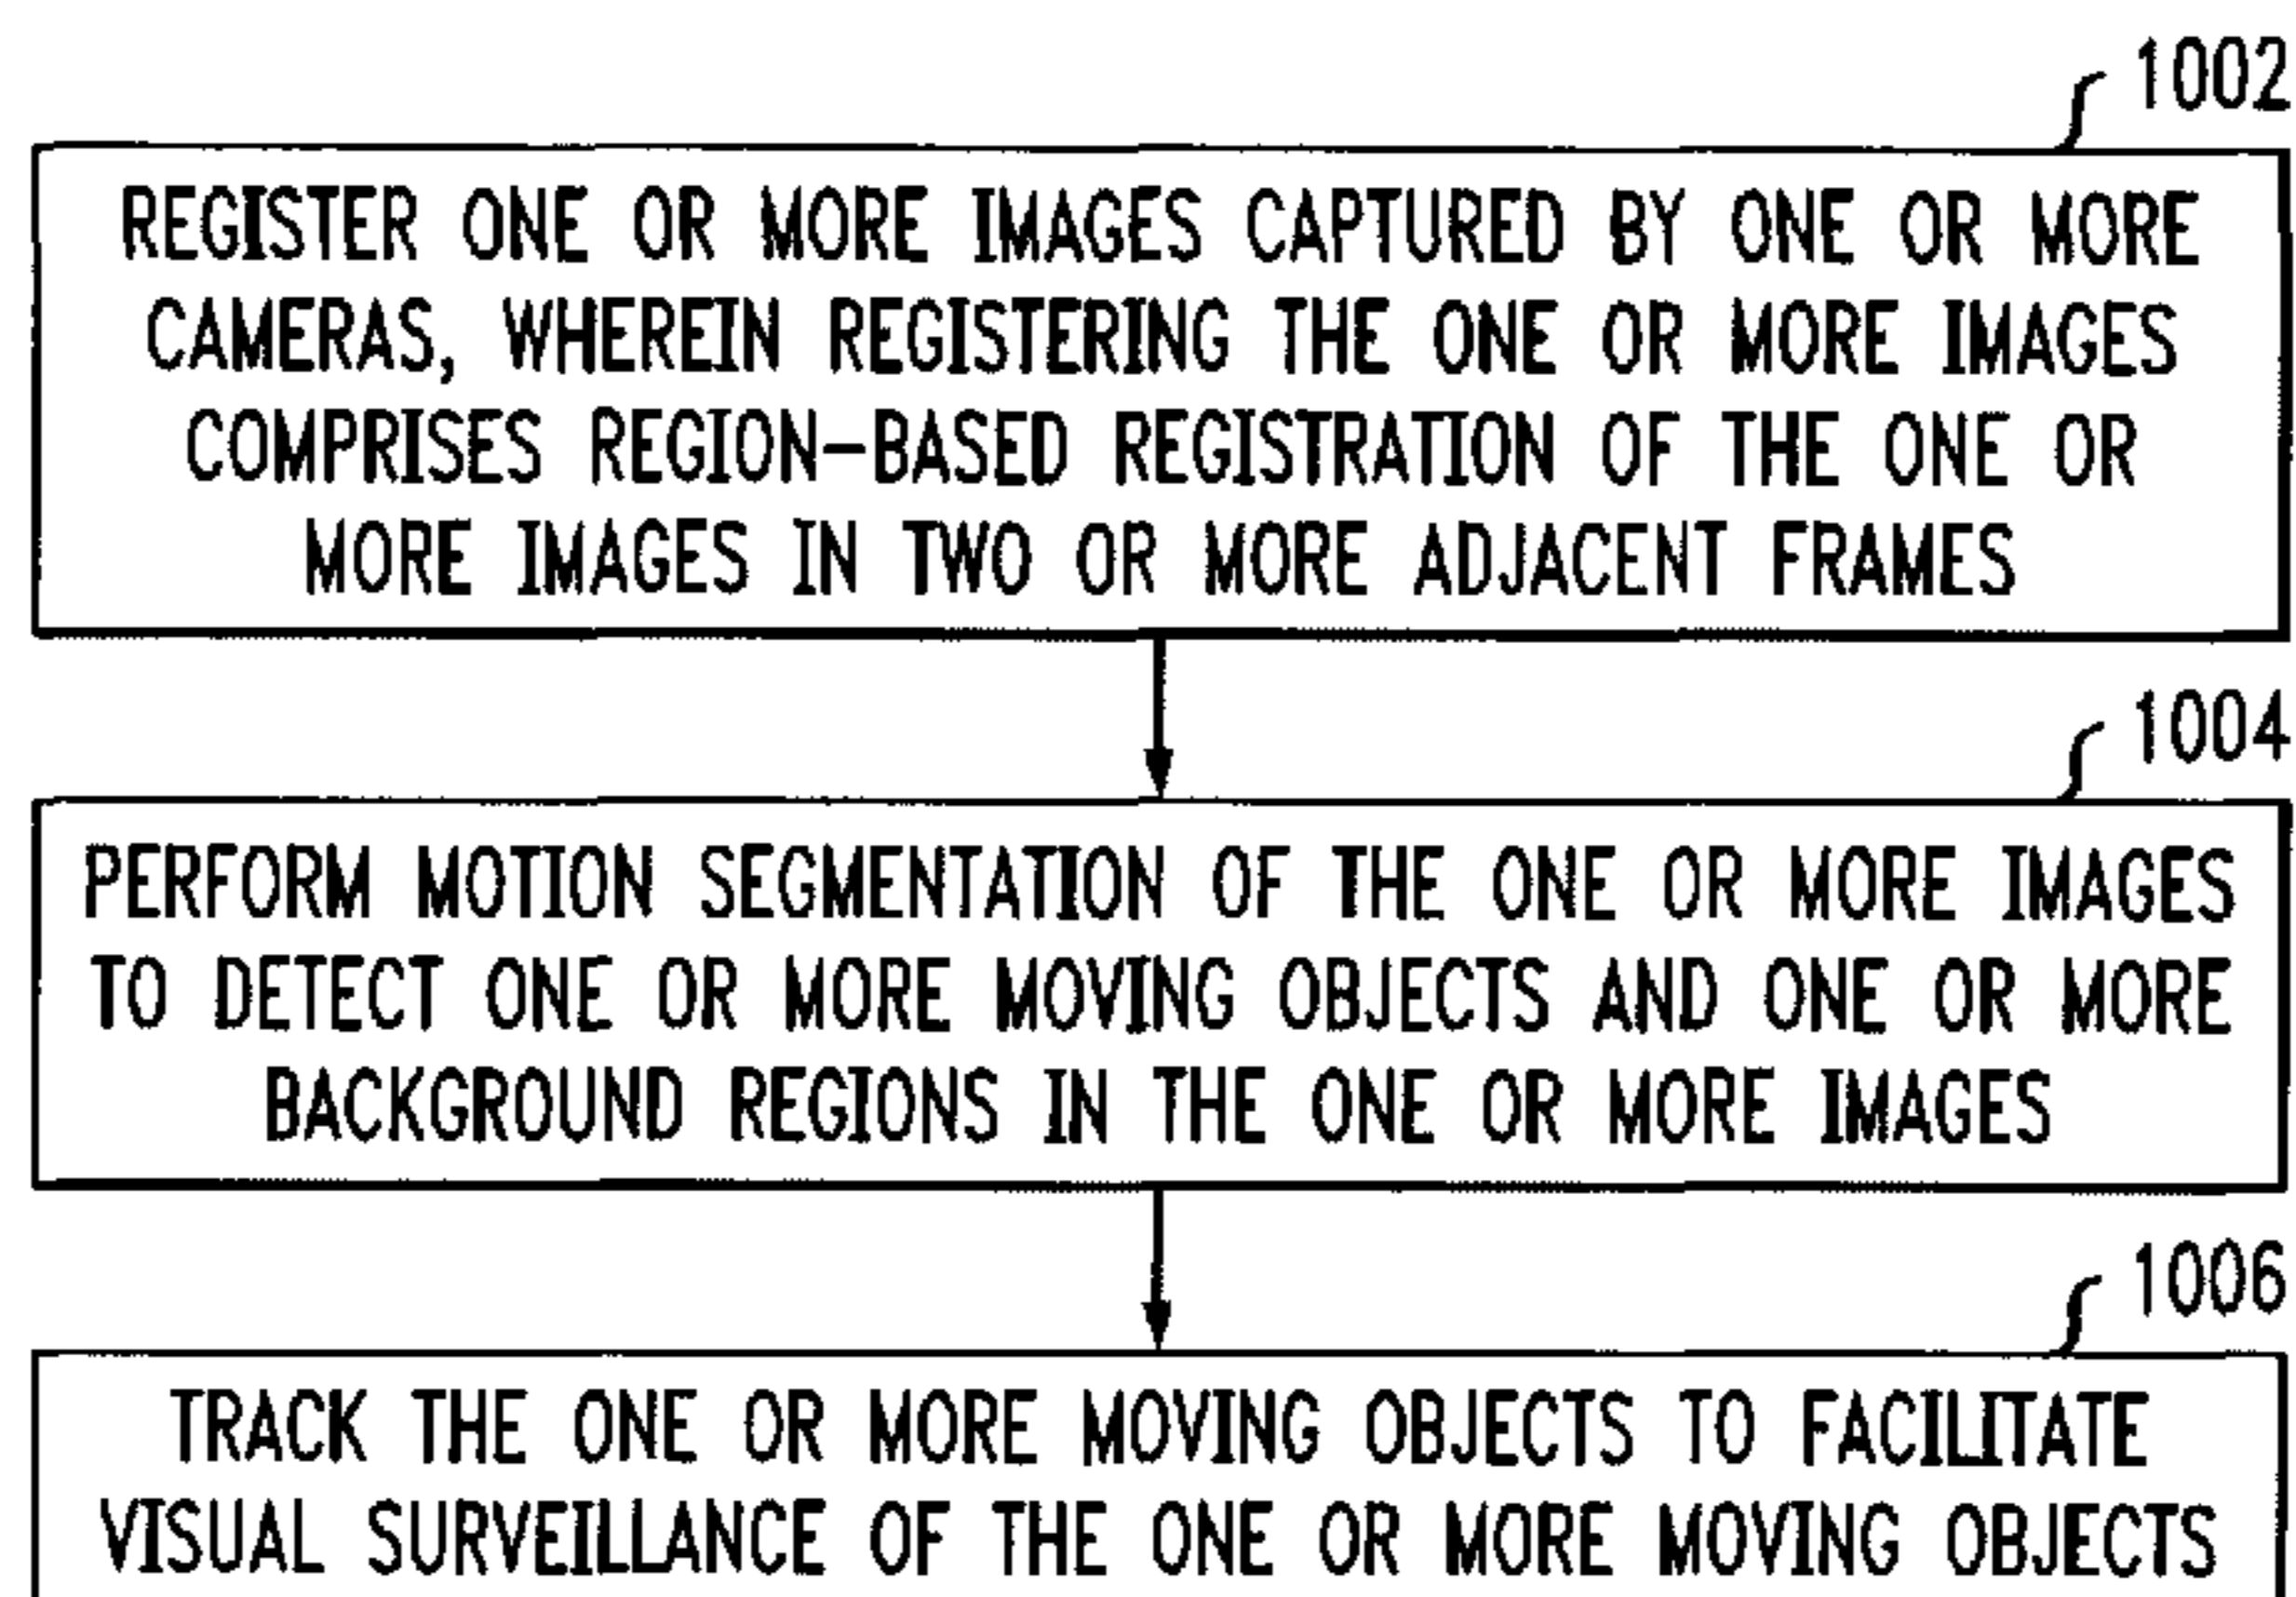 1002
REGISTER ONE OR MORE IMAGES CAPTURED BY ONE OR MORE
CAMERAS, WHEREIN REGISTERING THE ONE OR MORE IMAGES
COMPRISES REGION-BASED REGISTRATION OF THE ONE OR
MORE IMAGES IN TWO OR MORE ADJACENT FRAMES
1004
PERFORM MOTION SEGMENTATION OF THE ONE OR MORE IMAGES
TO DETECT ONE OR MORE MOVING OBJECTS AND ONE OR MORE
BACKGROUND REGIONS IN THE ONE OR MORE IMAGES
1006
TRACK THE ONE OR MORE MOVING OBJECTS TO FACILITATE
VISUAL SURVEILLANCE OF THE ONE OR MORE MOVING OBJECTS